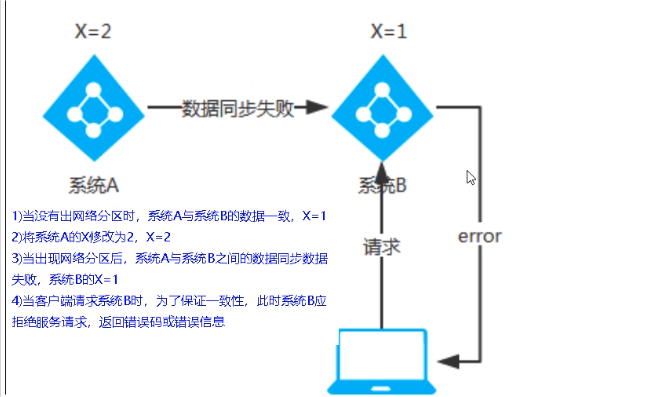 X=2
X=1
数据同步失败
系统A
系统B
1)当没有出网络分区时，系统A与系统B的数据一致，X=1
2)将系统A的X修改为2，X=2
3)当出现网络分区后，系统A与系统B之间的数据同步数据
失败，系统B的X=1
4)当客户端请求系统B时，为了保证一致性，此时系统B应
拒绝服务请求，返回错误码或错误信息
请求
error